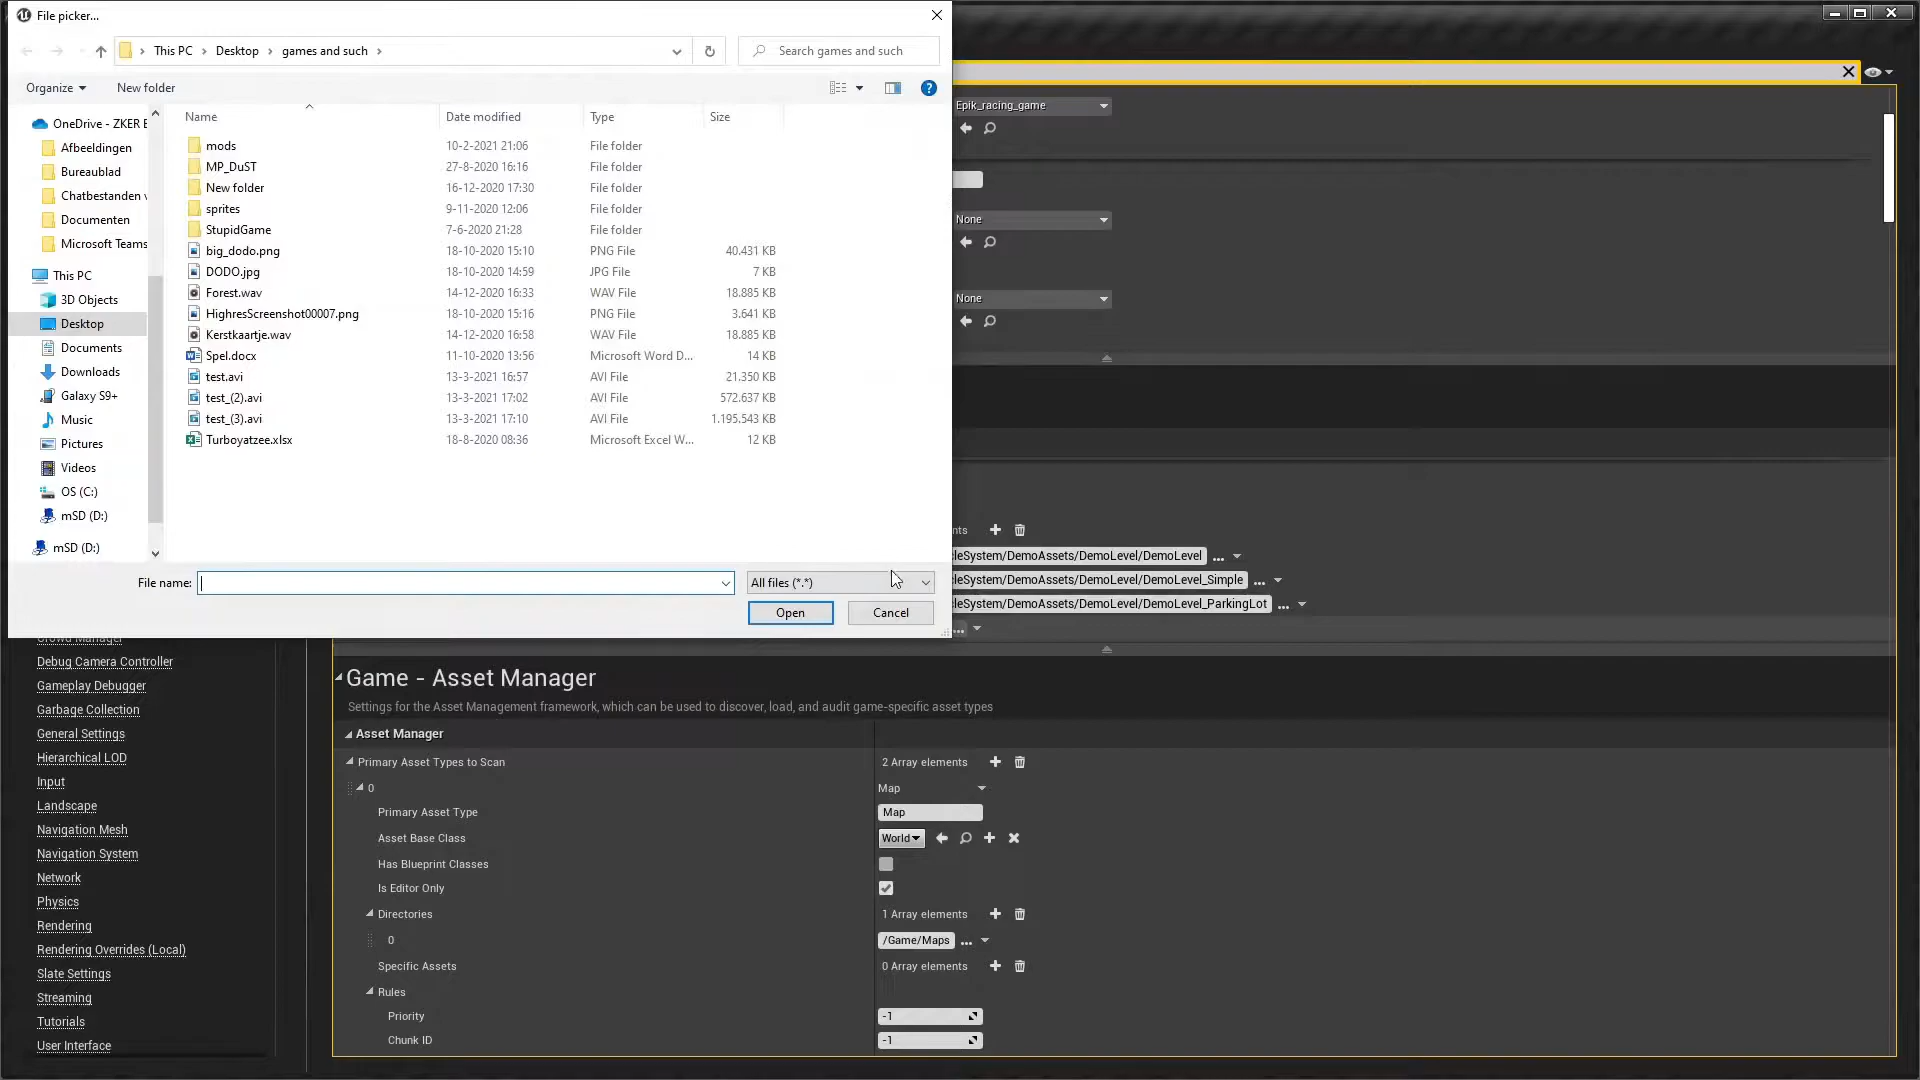 File picker...
This PC
Desktop
games and such
Search games and such
Organize
New folder
OneDrive - ZKER
Afbeeldingen
Bureaublad
Chatbestanden
Documenten
Microsoft Teams
This PC
3D Objects
Desktop
Documents
Downloads
Galaxy S9+
Music
Pictures
Videos
OS (C:)
mSD (D:)
mSD (D:)
Name Date modified Type Size
mods 10-2-2021 21:06 File folder
MP_DuST 27-8-2020 16:16 File folder
New folder 16-12-2020 17:30 File folder
sprites 9-11-2020 12:06 File folder
StupidGame 7-6-2020 21:28 File folder
big_dodo.png 18-10-2020 15:10 PNG File 40.431 KB
DODO.jpg 18-10-2020 14:59 JPG File 7 KB
Forest.wav 14-12-2020 16:33 WAV File 18.885 KB
HighresScreenshot00007.png 18-10-2020 15:16 PNG File 3.641 KB
Kerstkaartje.wav 14-12-2020 16:58 WAV File 18.885 KB
Spel.docx 11-10-2020 13:56 Microsoft Word D... 14 KB
test.avi 13-3-2021 16:57 AVI File 21.350 KB
test_(2).avi 13-3-2021 17:02 AVI File 572.637 KB
test_(3).avi 13-3-2021 17:10 AVI File 1.195.543 KB
Turboyatzee.xlsx 18-8-2020 08:36 Microsoft Excel W... 12 KB
File name:
All files (*.*)
Open
Cancel
Epik_racing_game
None
None
nts
leSystem/DemoAssets/DemoLevel/DemoLevel ...
leSystem/DemoAssets/DemoLevel/DemoLevel_Simple ...
leSystem/DemoAssets/DemoLevel/DemoLevel_ParkingLot ...
...
Crowd Manager
Debug Camera Controller
Gameplay Debugger
Garbage Collection
General Settings
Hierarchical LOD
Input
Landscape
Navigation Mesh
Navigation System
Network
Physics
Rendering
Rendering Overrides (Local)
Slate Settings
Streaming
Tutorials
User Interface
Game - Asset Manager
Settings for the Asset Management framework, which can be used to discover, load, and audit game-specific asset types
Asset Manager
Primary Asset Types to Scan 2 Array elements
0 Map
Primary Asset Type Map
Asset Base Class World
Has Blueprint Classes
Is Editor Only
Directories 1 Array elements
0 /Game/Maps ...
Specific Assets 0 Array elements
Rules
Priority -1
Chunk ID -1